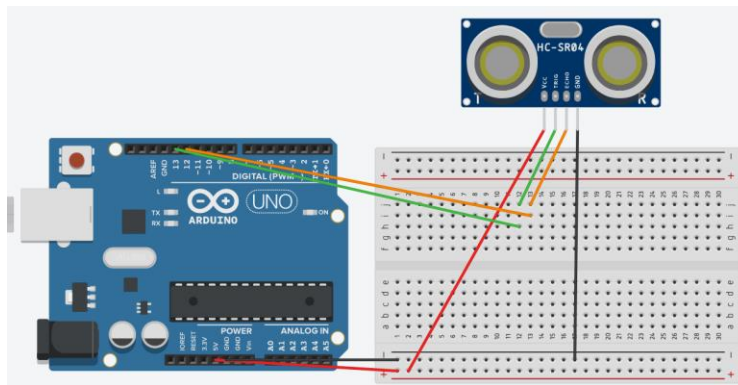 HC-SR04
VCC
TRIG
ECHO
GND
T
R
AREF
GND
13
12
~11
~10
~9
DIGITAL (PWM~)
L
TX
RX
ARDUINO
UNO
ON
POWER
ANALOG IN
IOREF
RESET
3.3V
5V
GND
GND
Vin
A0
A1
A2
A3
A4
A5
j
i
h
g
f
e
d
c
b
a